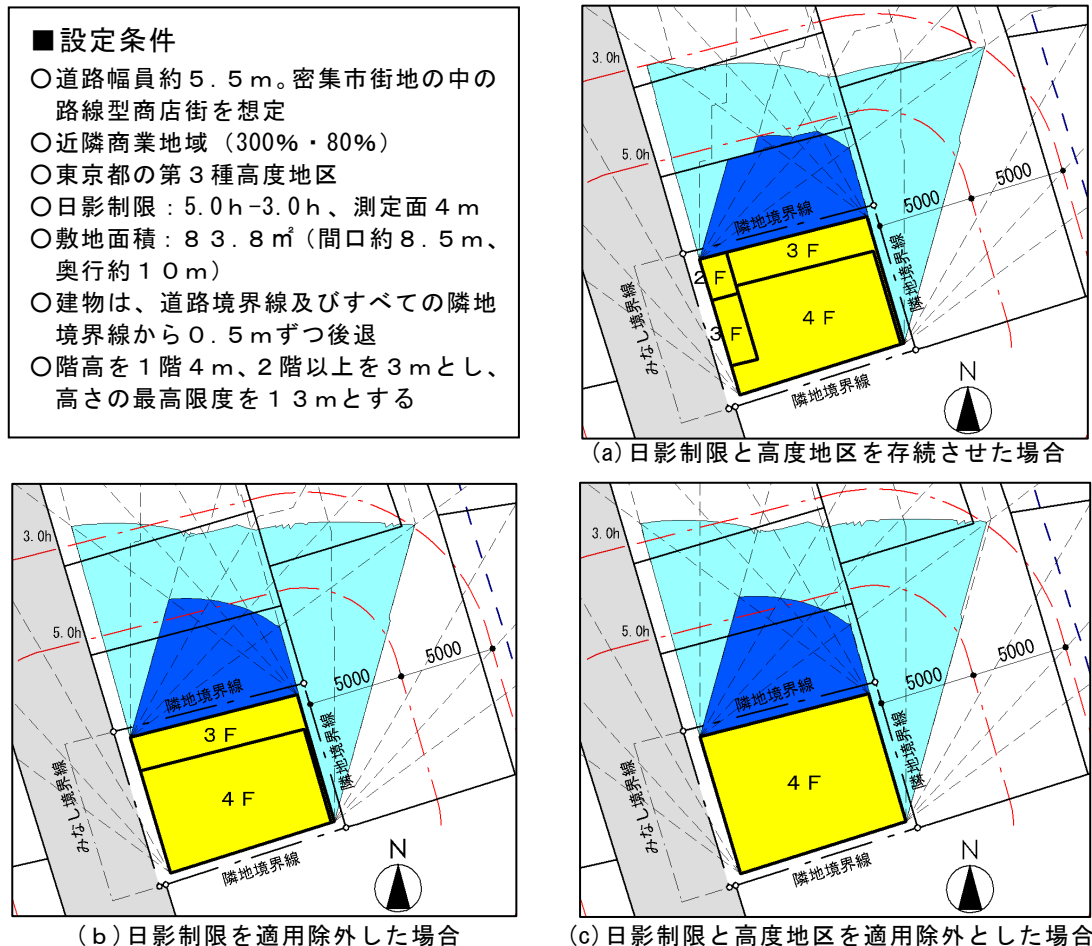 ■設定条件
○道路幅員約５.５ｍ。密集市街地の中の
路線型商店街を想定
○近隣商業地域（300%・80%）
○東京都の第３種高度地区
○日影制限：5.0ｈ-3.0ｈ、測定面４ｍ
○敷地面積：８３.８㎡（間口約８.５ｍ、
奥行約１０ｍ）
○建物は、道路境界線及びすべての隣地
境界線から０.５ｍずつ後退
○階高を１階４ｍ、２階以上を３ｍとし、
高さの最高限度を１３ｍとする
3.0h
5.0h
5000
5000
隣地境界線
３Ｆ
２Ｆ
３Ｆ
４Ｆ
みなし境界線
隣地境界線
隣地境界線
N
(a)日影制限と高度地区を存続させた場合
3.0h
5.0h
5000
5000
隣地境界線
３Ｆ
４Ｆ
みなし境界線
隣地境界線
隣地境界線
N
(ｂ)日影制限を適用除外した場合
3.0h
5.0h
5000
5000
隣地境界線
４Ｆ
みなし境界線
隣地境界線
隣地境界線
N
(c)日影制限と高度地区を適用除外とした場合